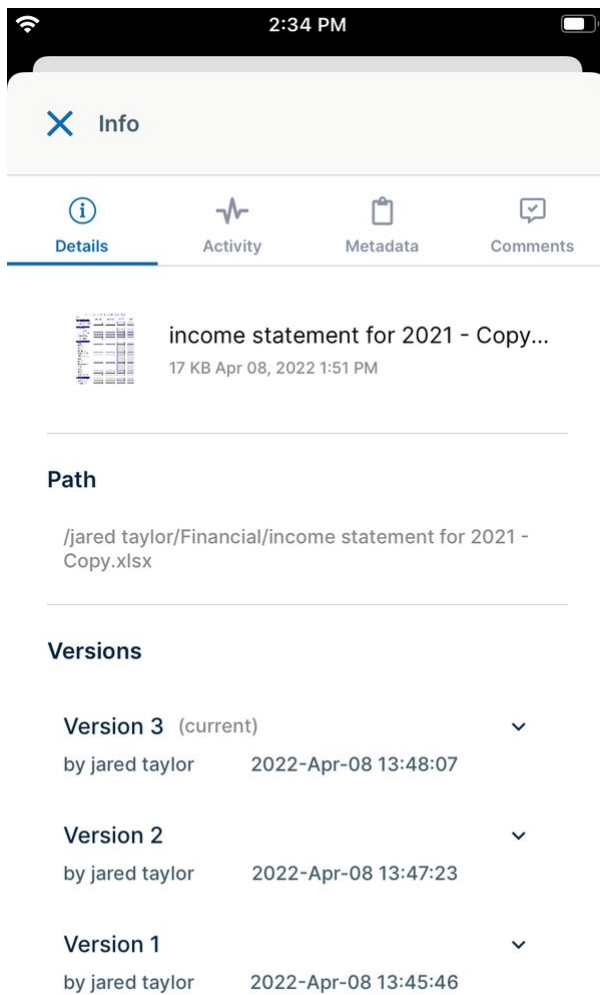 2:34 PM
Info
Details
Activity
Metadata
Comments
income statement for 2021 - Copy...
17 KB Apr 08, 2022 1:51 PM
Path
/jared taylor/Financial/income statement for 2021 -
Copy.xlsx
Versions
Version 3 (current)
by jared taylor 2022-Apr-08 13:48:07
Version 2
by jared taylor 2022-Apr-08 13:47:23
Version 1
by jared taylor 2022-Apr-08 13:45:46